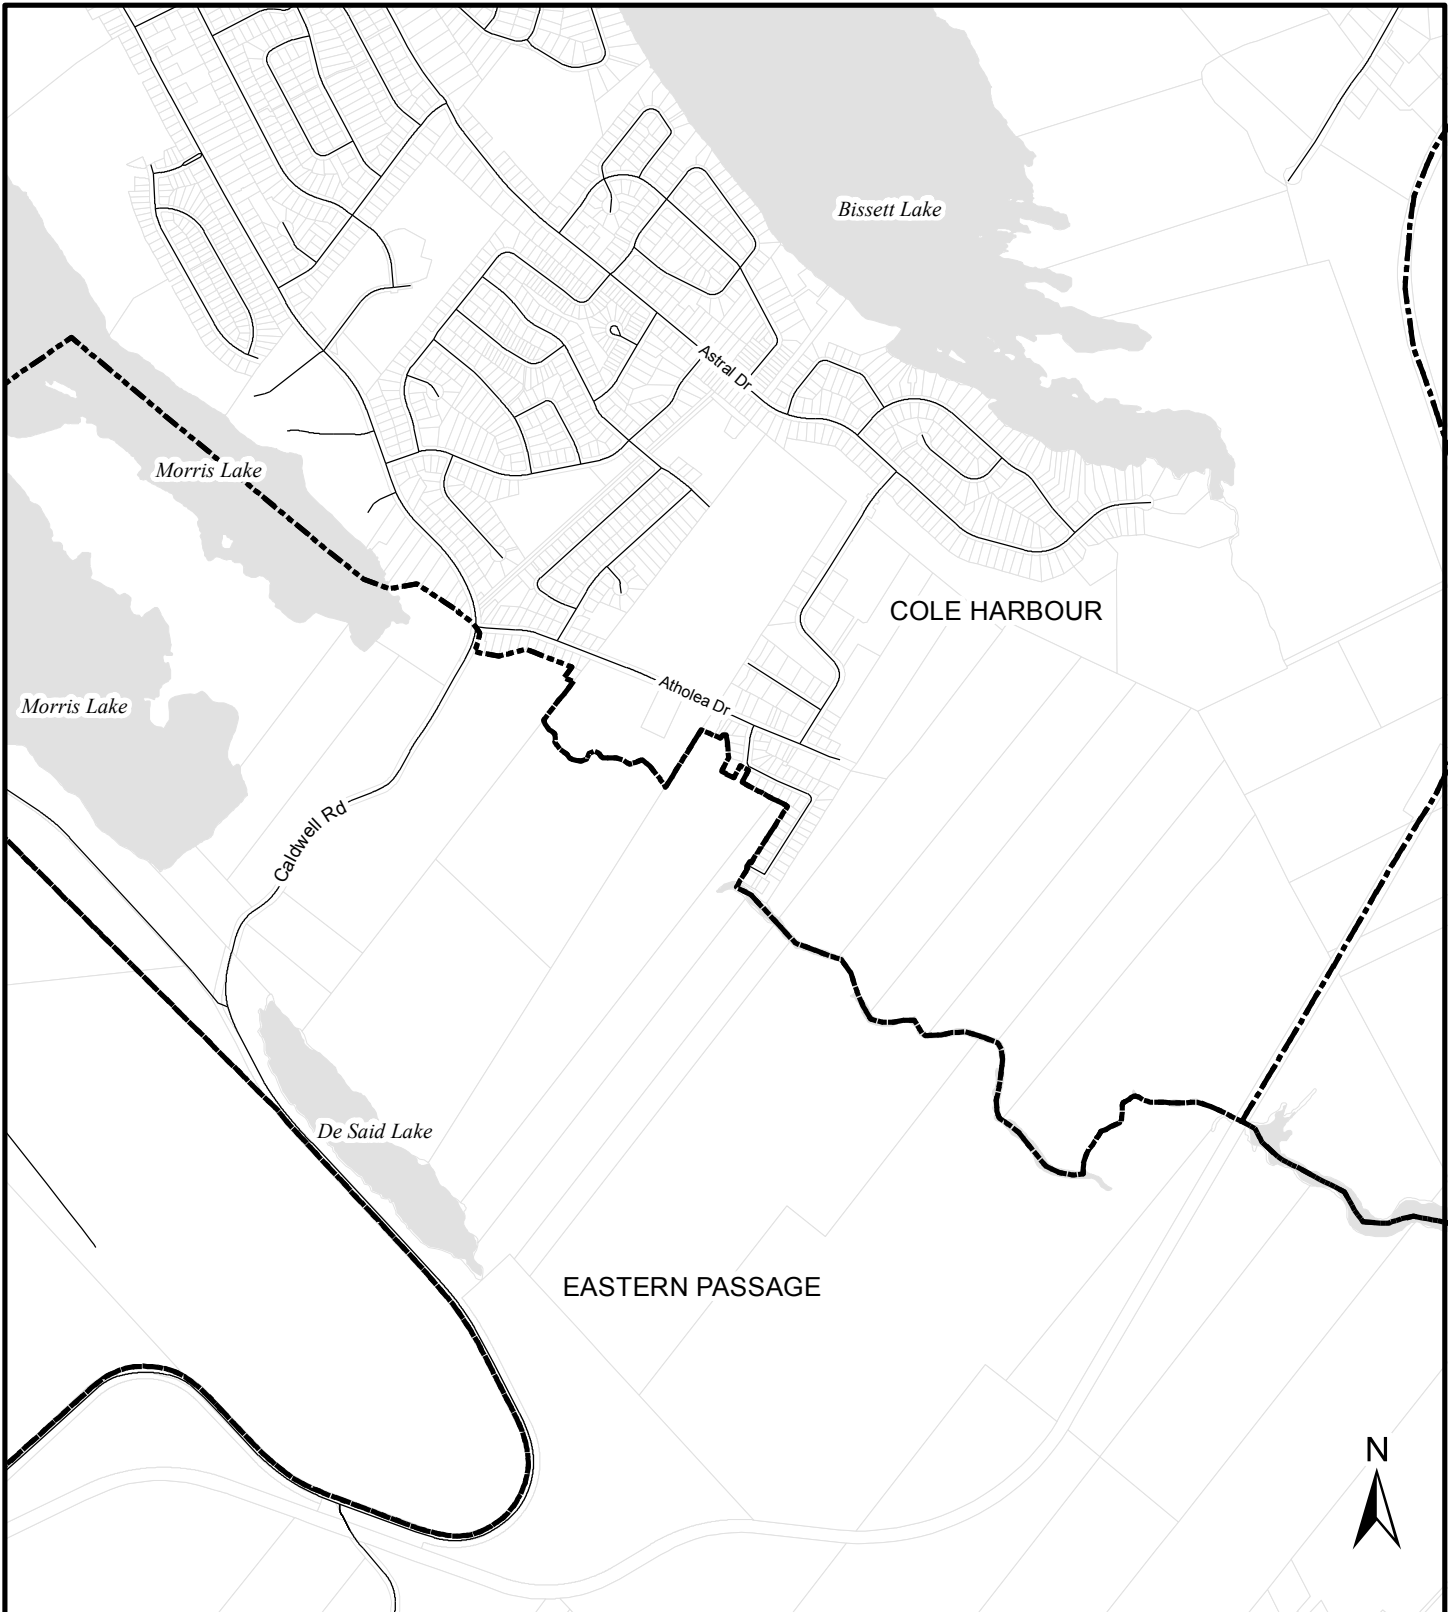 Bissett Lake
Astral Dr
Morris Lake
COLE HARBOUR
Atholea Dr
Morris Lake
Caldwell Rd
De Said Lake
EASTERN PASSAGE
N